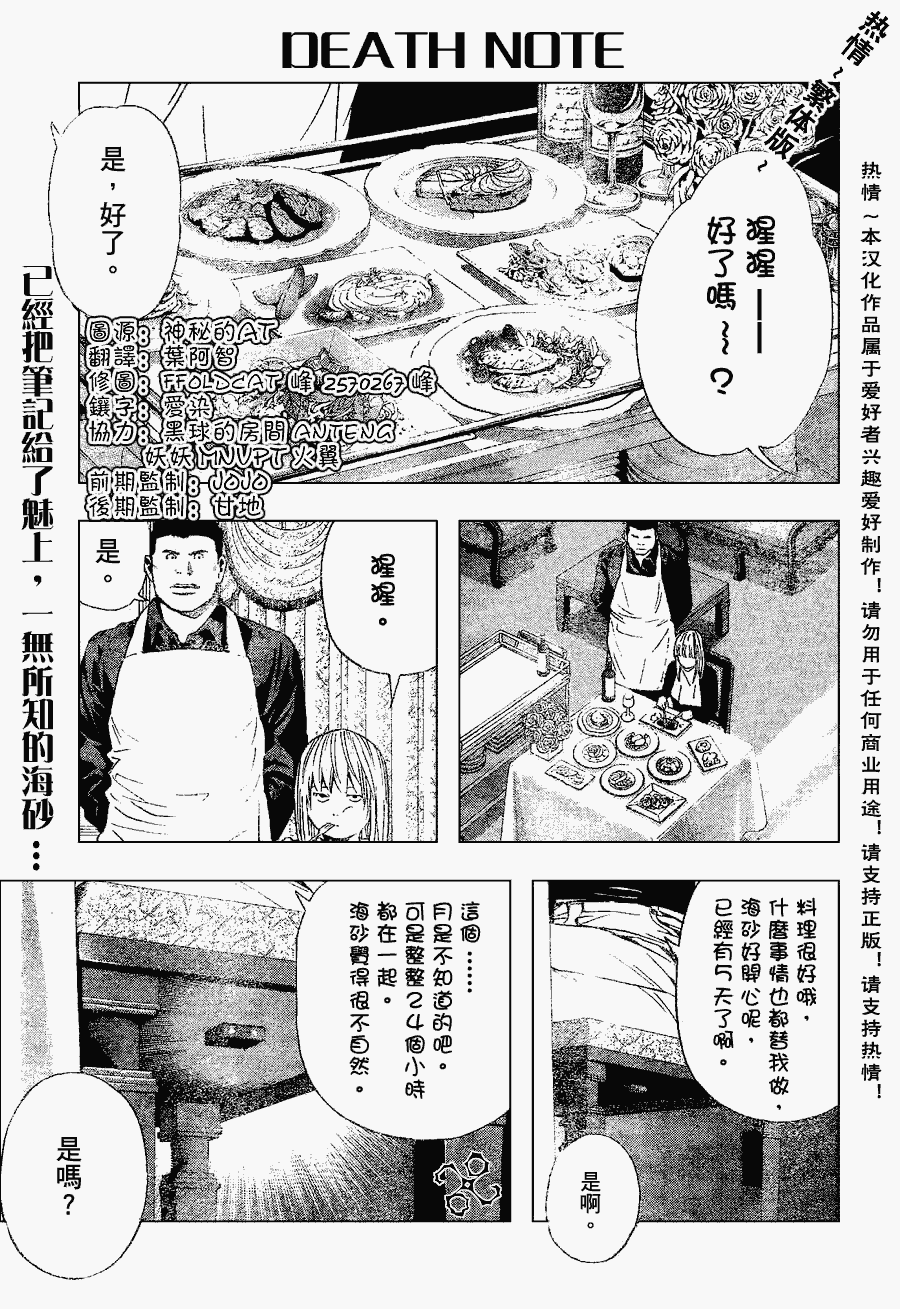 DEATH NOTE
热情
~繁体版~
热情~本汉化作品属于爱好者兴趣爱好制作!请勿用于任何商业用途!请支持正版!请支持热情!
猩猩——
好了嗎~?
是,好了。
已經把筆記給了魅上,一無所知的海砂…
圖源:神秘的AT
翻譯:葉阿智
修圖:FFOLDCAT 峰 2570267 峰
鑲字:愛染
協力:黑球的房間 ANTENG
妖妖 MNUPT 火翼
前期監制:JOJO
後期監制:甘地
猩猩。
是。
料理很好哦,
什麼事情也都替我做,
海砂好開心呢,
已經有5天了啊。
是啊。
這個……
月是不知道的吧。
可是整整24個小時
都在一起。
海砂覺得很不自然。
是嗎?